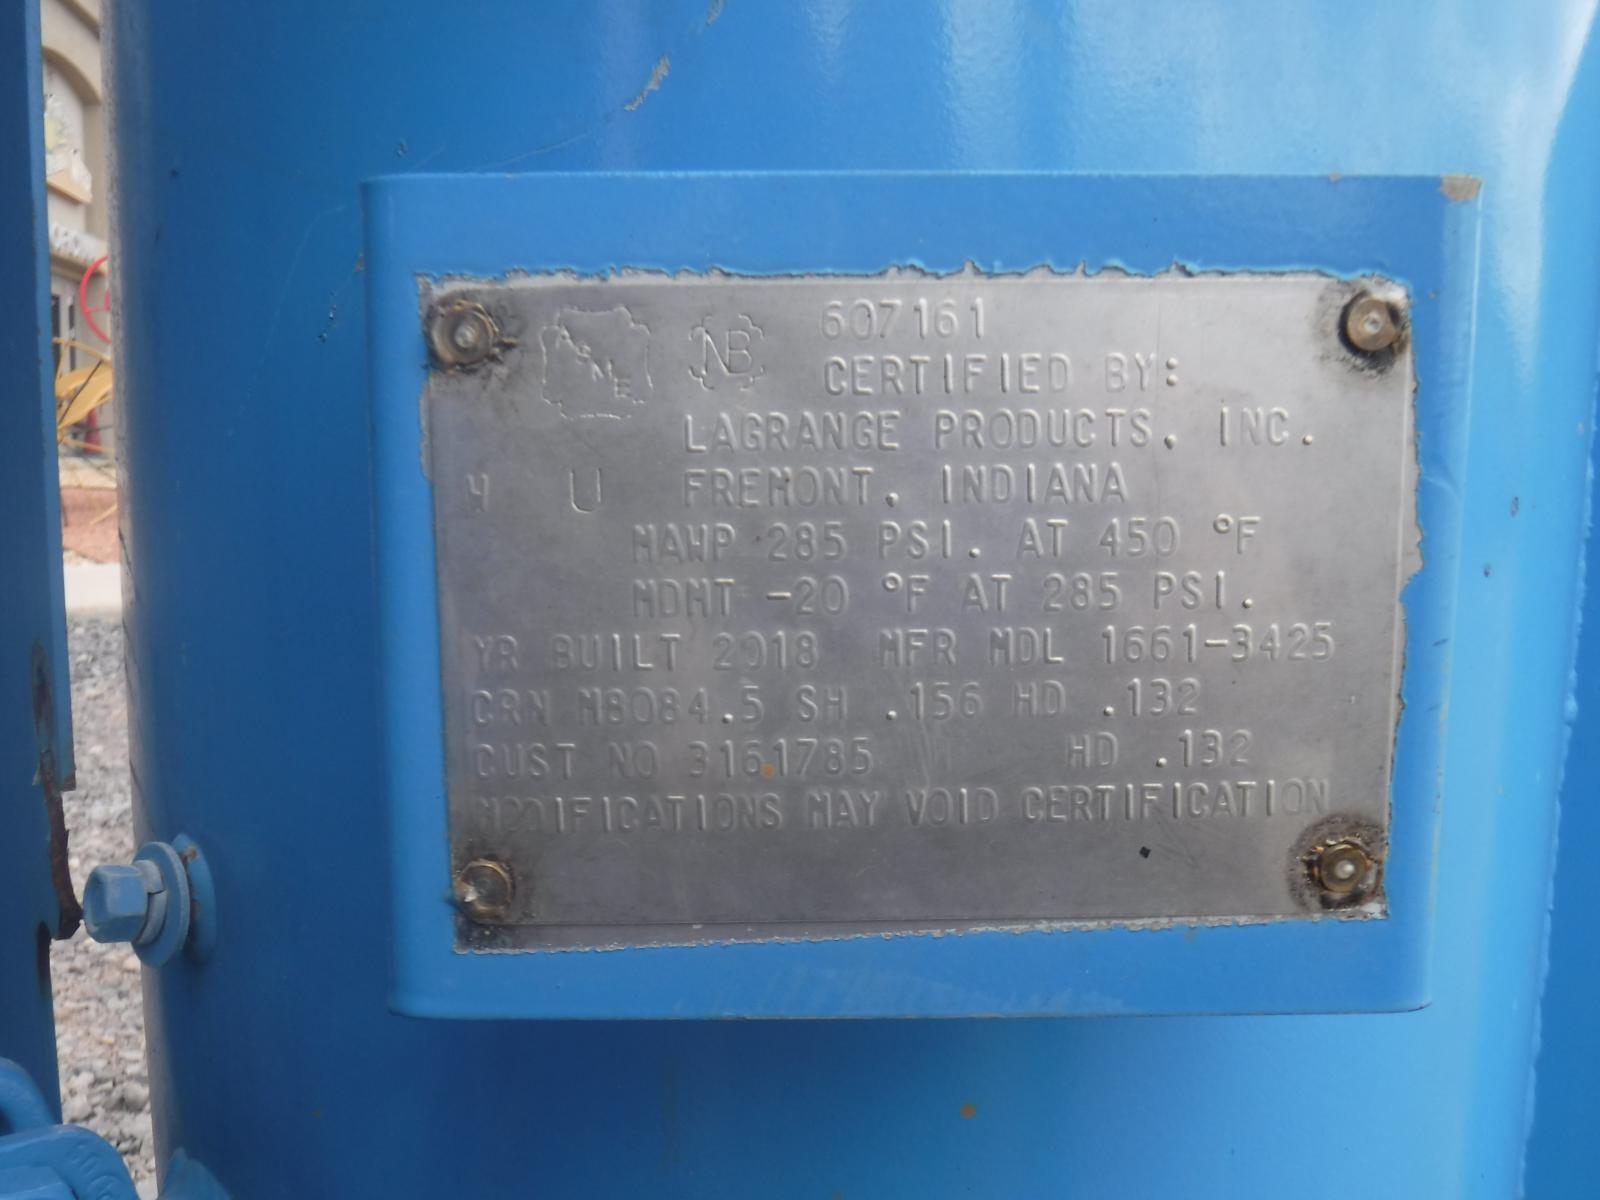 ASME NB 607161
CERTIFIED BY:
LAGRANGE PRODUCTS, INC.
W U FREMONT, INDIANA
MAWP 285 PSI. AT 450 °F
MDMT -20 °F AT 285 PSI.
YR BUILT 2018 MFR MDL 1661-3425
CRN M8084.5 SH .156 HD .132
CUST NO 3161785 HD .132
MODIFICATIONS MAY VOID CERTIFICATION